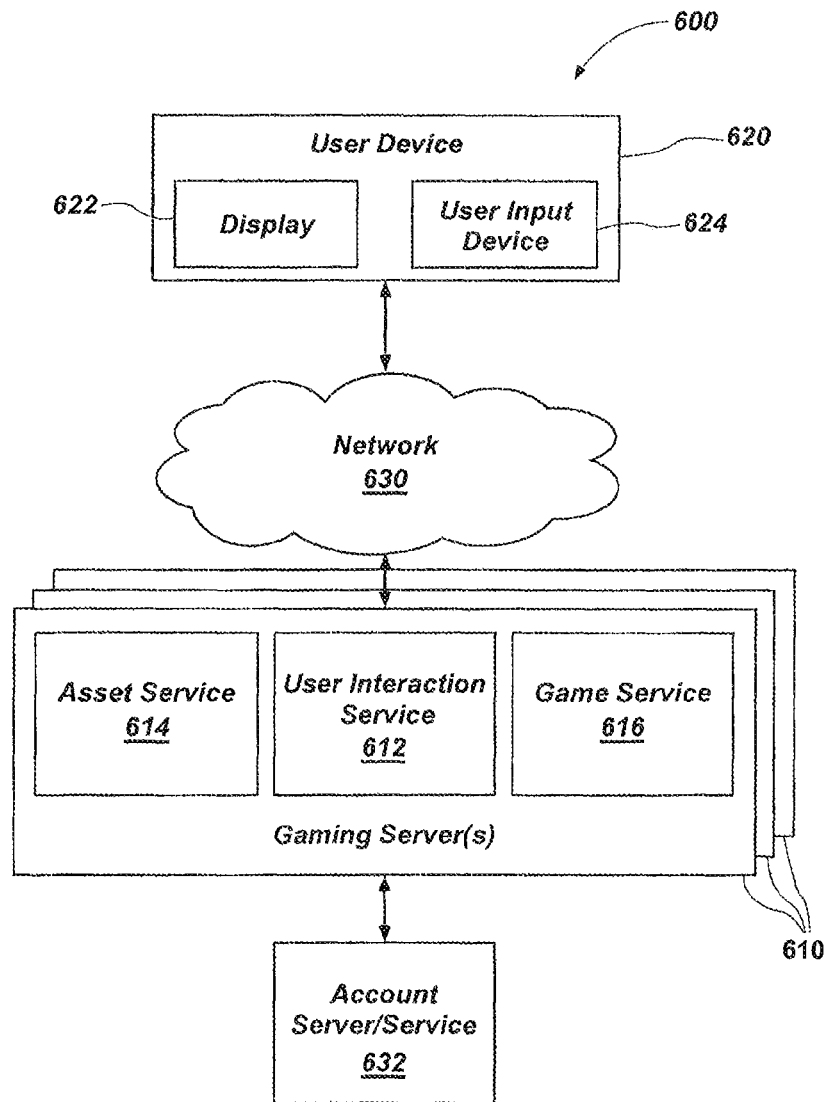 600
User Device
620
622
Display
User Input
Device
624
Network
630
Asset Service
614
User Interaction
Service
612
Game Service
616
Gaming Server(s)
610
Account
Server/Service
632